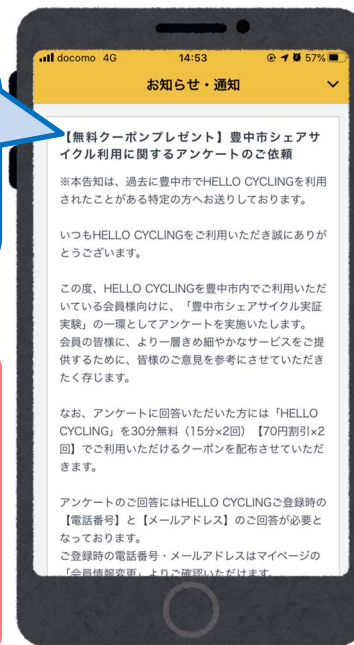 docomo 4G 14:53 57%
お知らせ・通知
【無料クーポンプレゼント】豊中市シェアサ
イクル利用に関するアンケートのご依頼
※本告知は、過去に豊中市でHELLO CYCLINGを利用
されたことがある特定の方へお送りしております。
いつもHELLO CYCLINGをご利用いただき誠にありが
とうございます。
この度、HELLO CYCLINGを豊中市内でご利用いただ
いている会員様向けに、「豊中市シェアサイクル実証
実験」の一環としてアンケートを実施いたします。
会員の皆様に、より一層きめ細やかなサービスをご提
供するために、皆様のご意見を参考にさせていただき
たく存じます。
なお、アンケートに回答いただいた方には「HELLO
CYCLING」を30分無料（15分×2回）【70円割引×2
回】でご利用いただけるクーポンを配布させていただ
きます。
アンケートのご回答にはHELLO CYCLINGご登録時の
【電話番号】と【メールアドレス】のご回答が必要と
なっております。
ご登録時の電話番号・メールアドレスはマイページの
「会員情報変更」よりご確認いただけます。